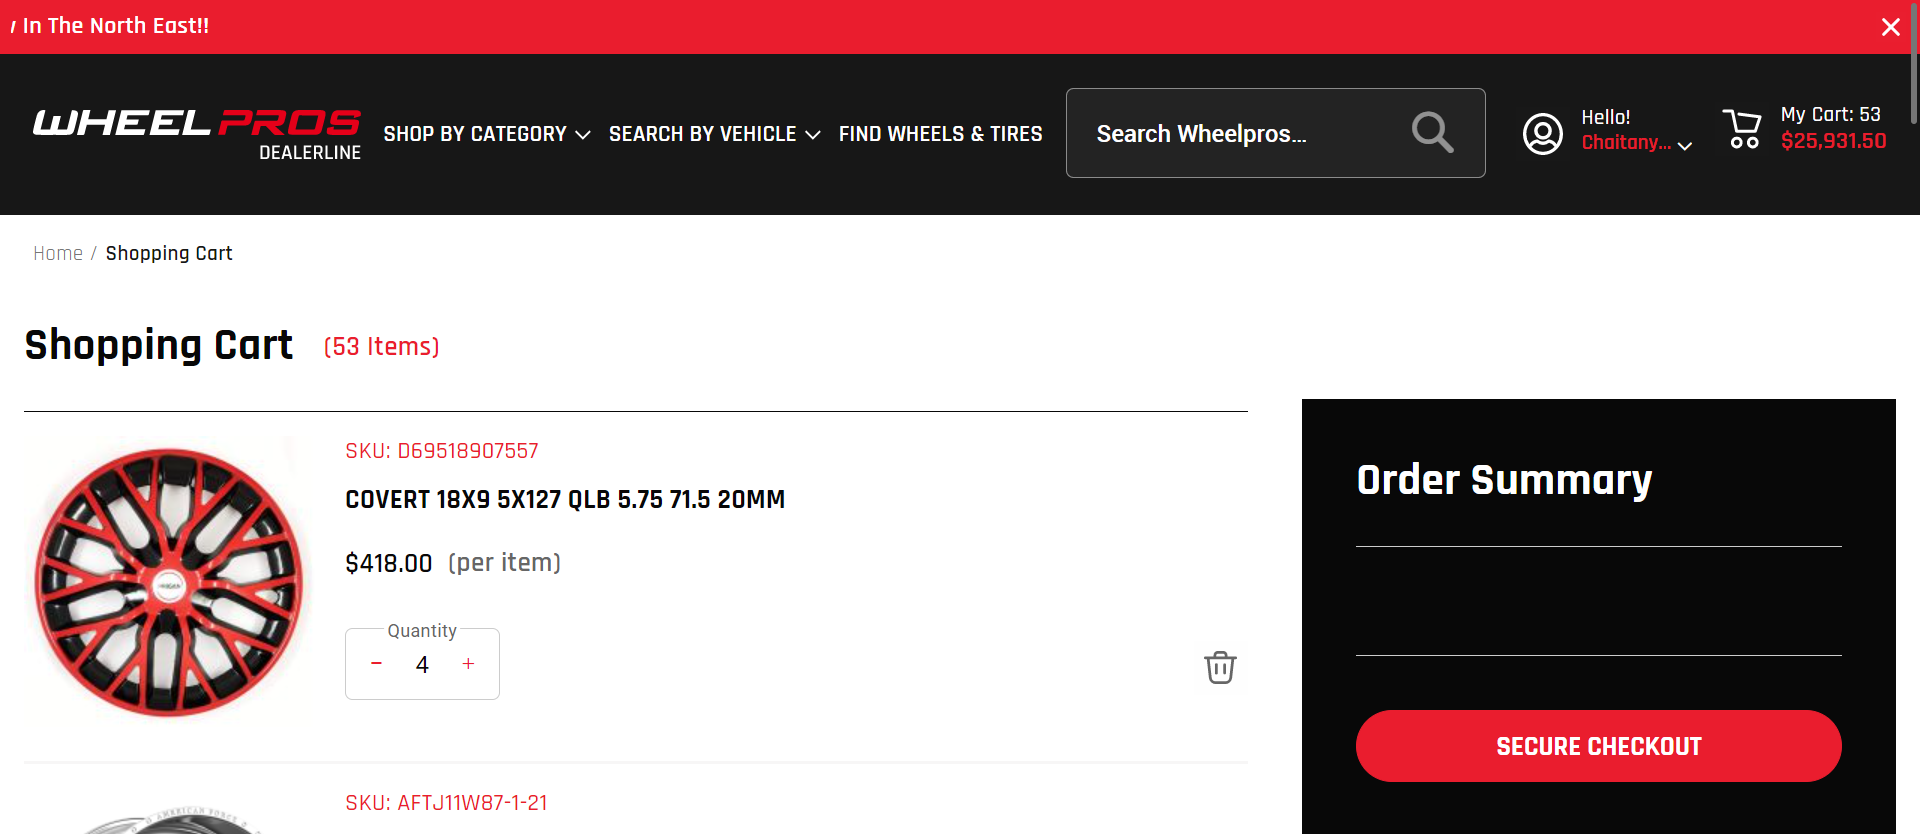 In The North East!!
WHEEL PROS
DEALERLINE
SHOP BY CATEGORY
SEARCH BY VEHICLE
FIND WHEELS & TIRES
Search Wheelpros...
Hello!
Chaitany...
My Cart: 53
$25,931.50
Home / Shopping Cart
Shopping Cart (53 Items)
SKU: D69518907557
COVERT 18X9 5X127 QLB 5.75 71.5 20MM
$418.00 (per item)
Quantity
− 4 +
SKU: AFTJ11W87-1-21
AMERICAN FORCE
Order Summary
SECURE CHECKOUT